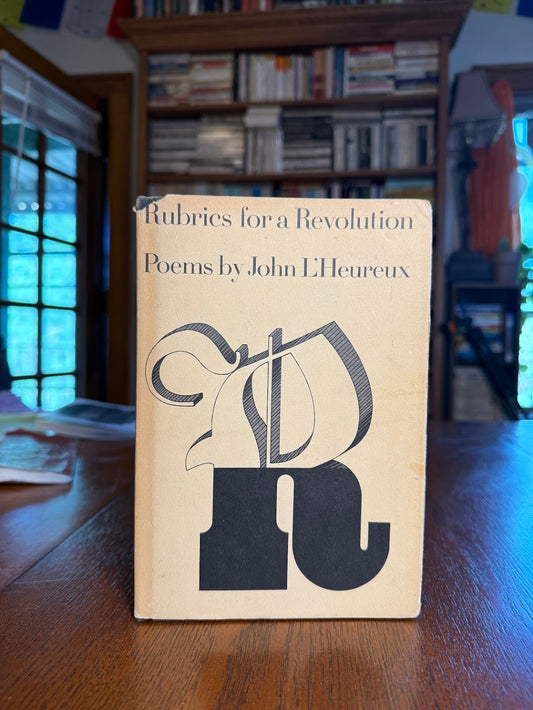 Rubrics for a Revolution
Poems by John L'Heureux
R